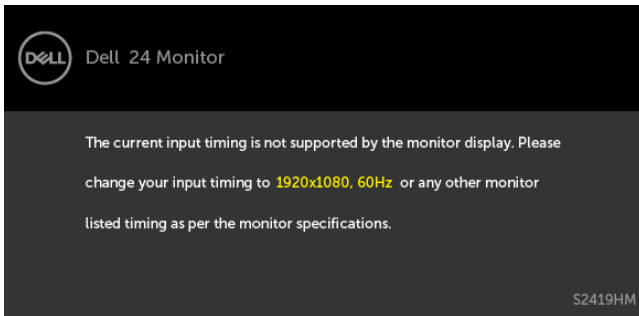 DELL
Dell 24 Monitor
The current input timing is not supported by the monitor display. Please
change your input timing to 1920x1080, 60Hz or any other monitor
listed timing as per the monitor specifications.
S2419HM